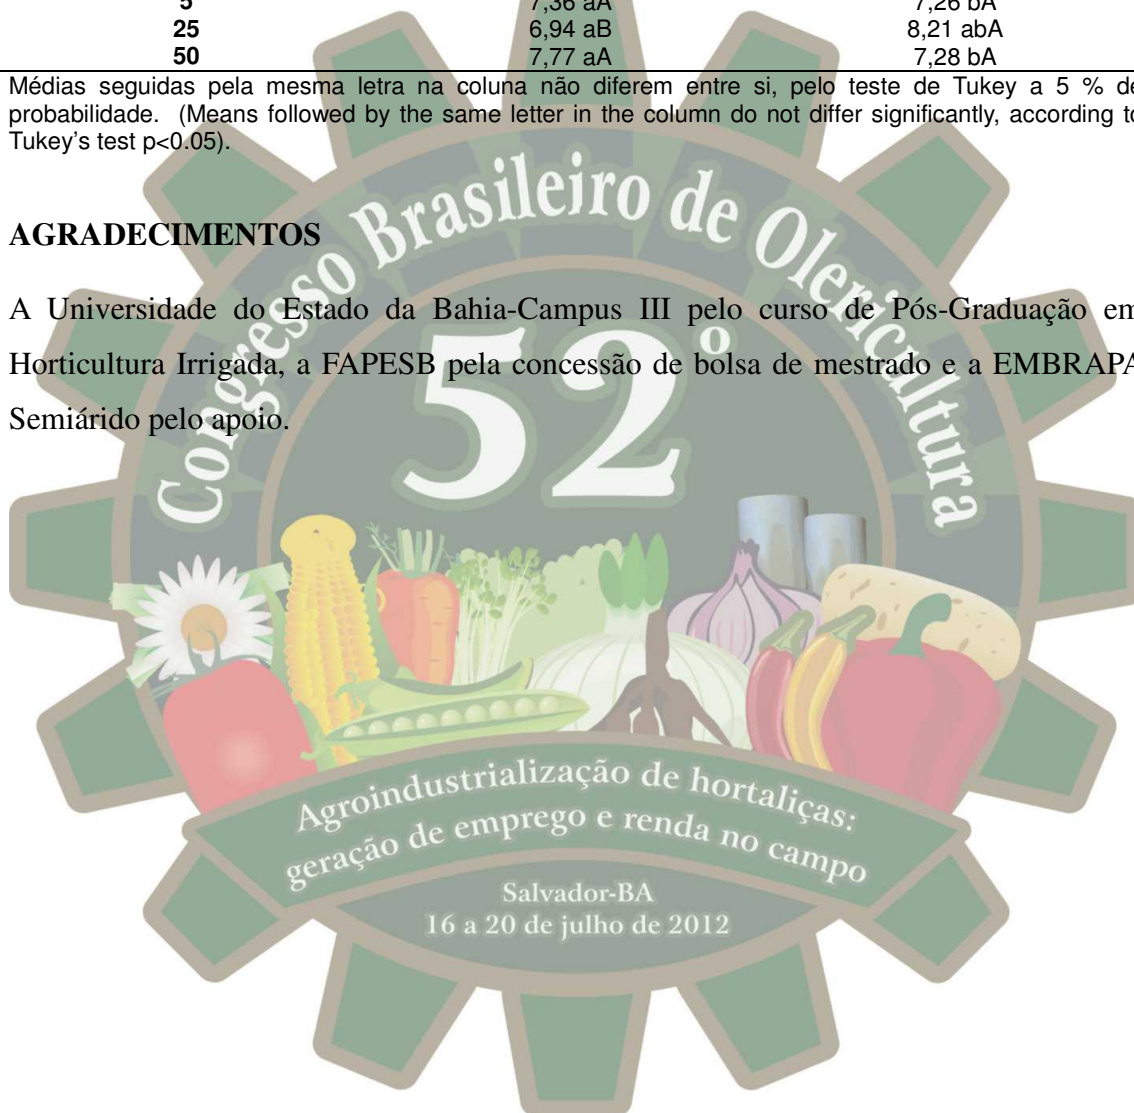 5 7,36 aA 7,26 bA
25 6,94 aB 8,21 abA
50 7,77 aA 7,28 bA
Médias seguidas pela mesma letra na coluna não diferem entre si, pelo teste de Tukey a 5 % de
probabilidade. (Means followed by the same letter in the column do not differ significantly, according to
Tukey's test p<0.05).
AGRADECIMENTOS
A Universidade do Estado da Bahia-Campus III pelo curso de Pós-Graduação em
Horticultura Irrigada, a FAPESB pela concessão de bolsa de mestrado e a EMBRAPA
Semiárido pelo apoio.
Congresso Brasileiro de Olericultura
52º
Agroindustrialização de hortaliças:
geração de emprego e renda no campo
Salvador-BA
16 a 20 de julho de 2012